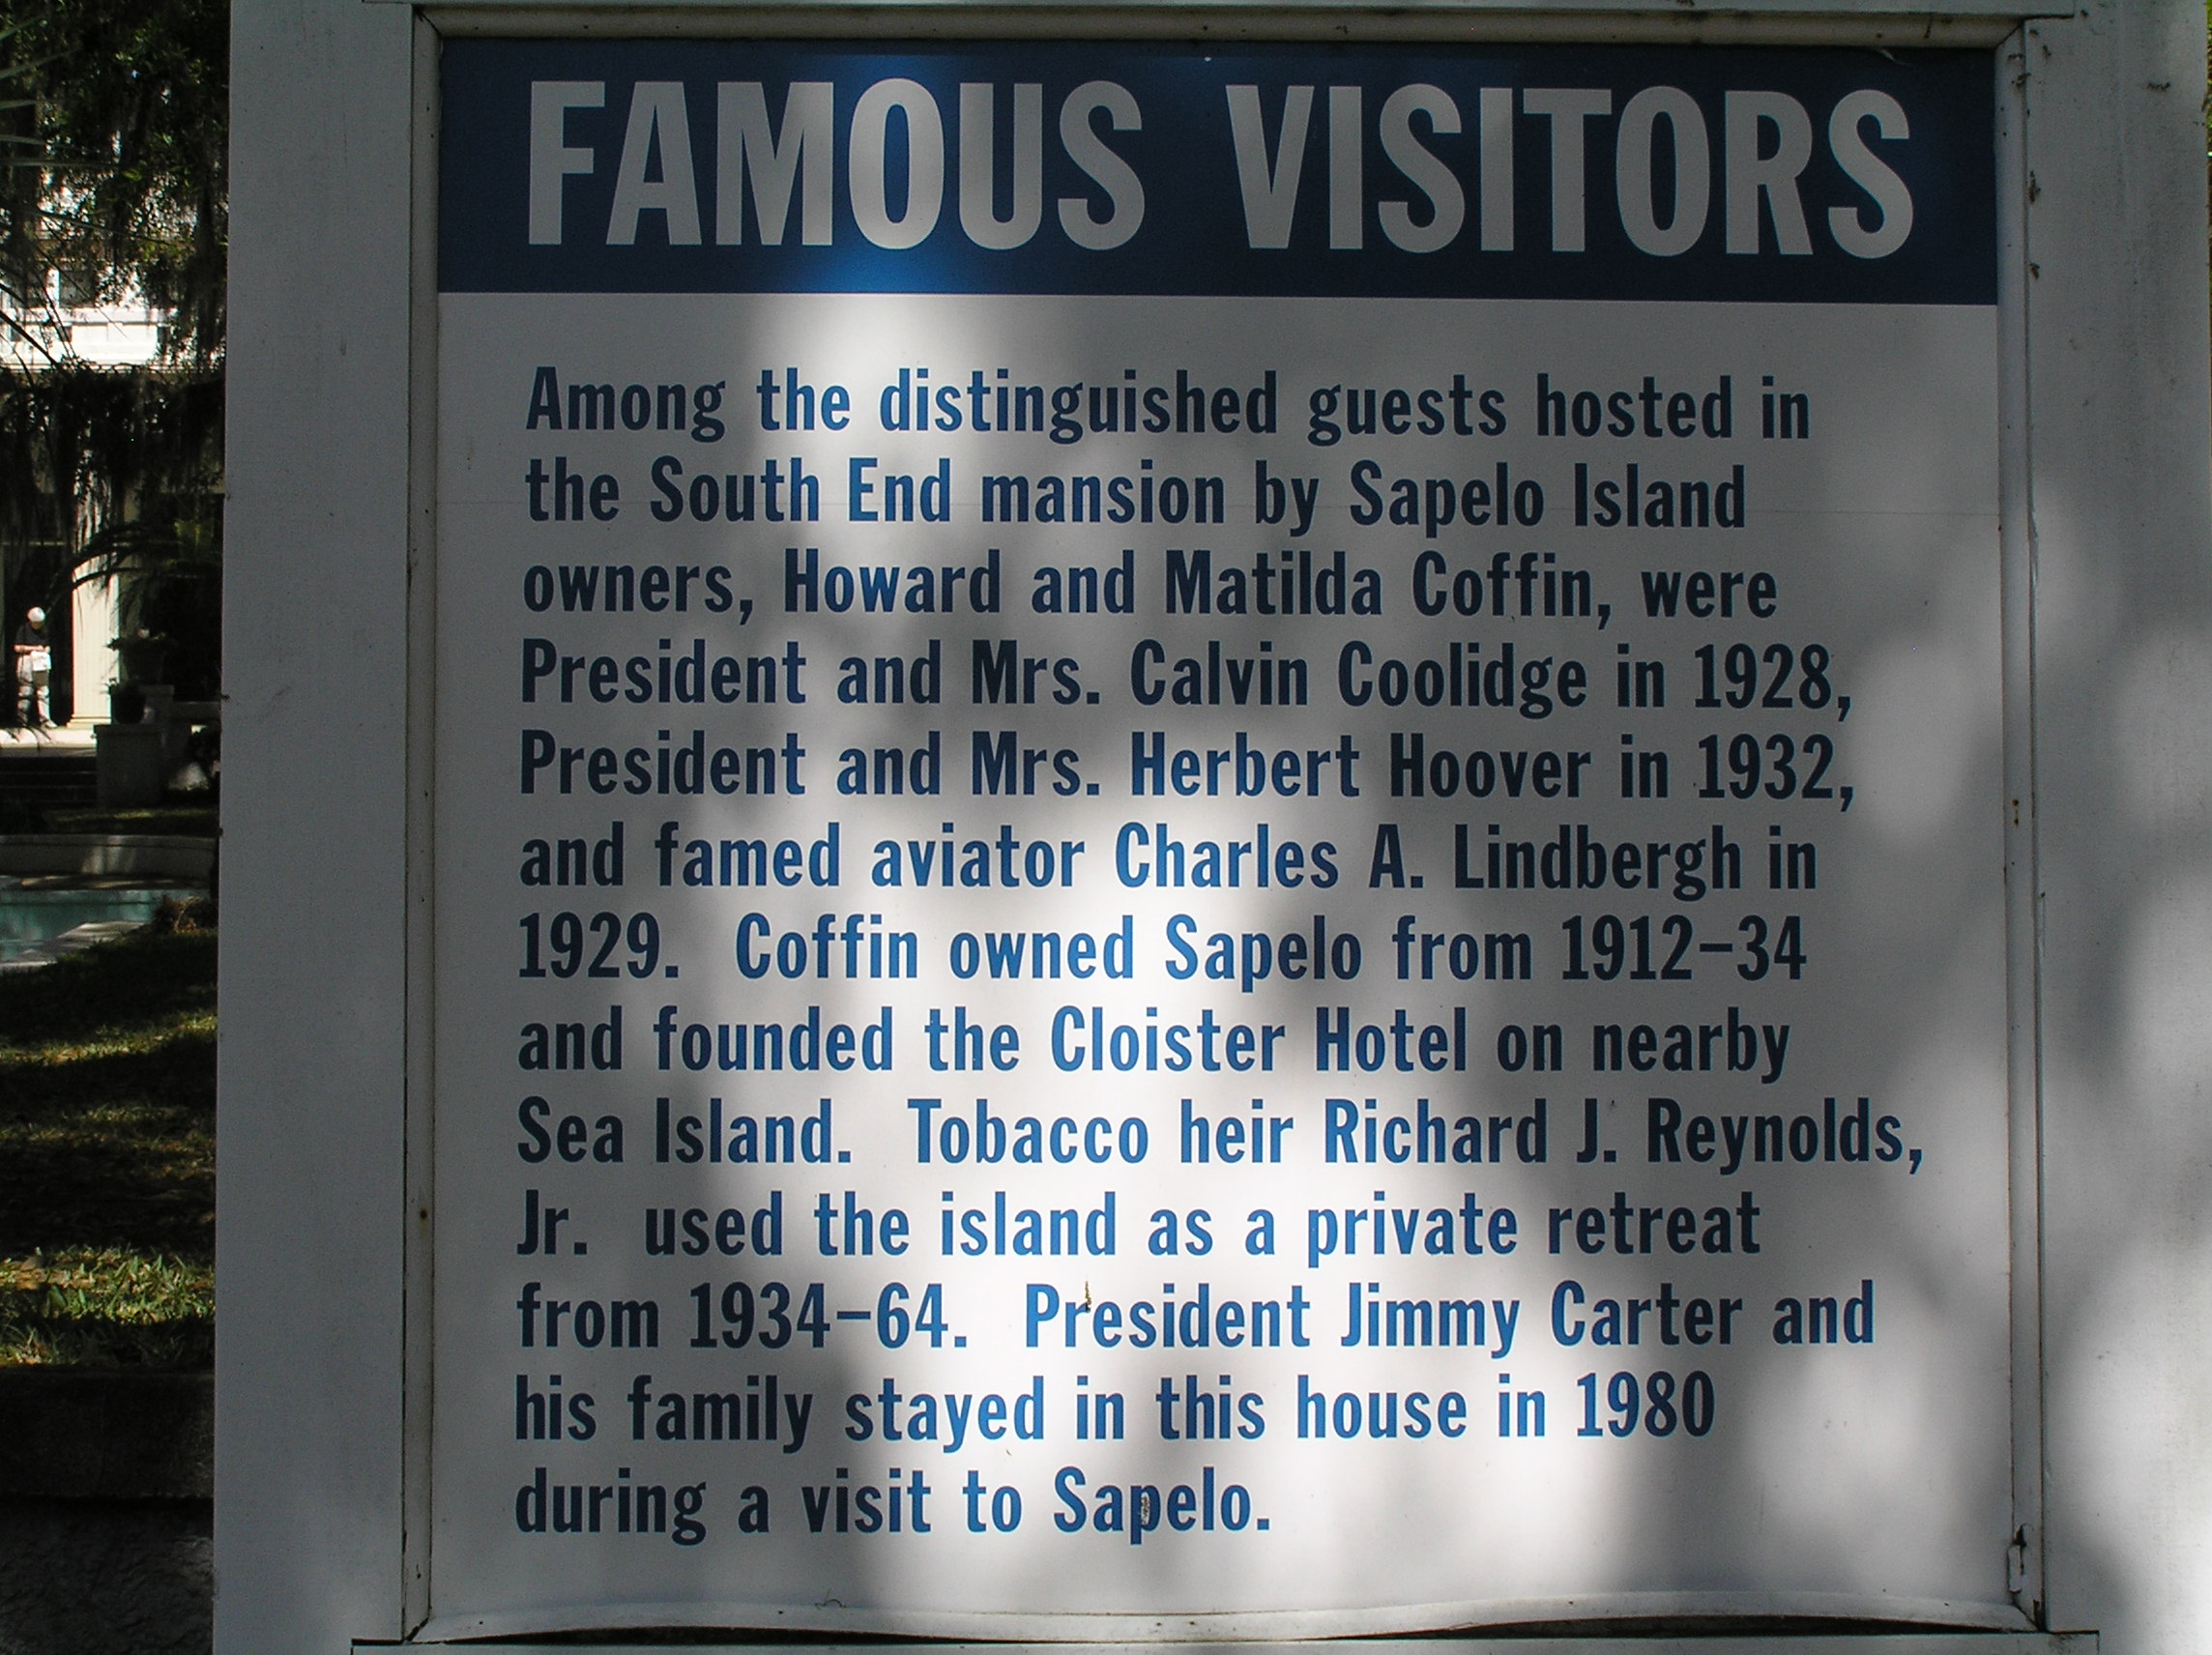 FAMOUS VISITORS
Among the distinguished guests hosted in
the South End mansion by Sapelo Island
owners, Howard and Matilda Coffin, were
President and Mrs. Calvin Coolidge in 1928,
President and Mrs. Herbert Hoover in 1932,
and famed aviator Charles A. Lindbergh in
1929.  Coffin owned Sapelo from 1912–34
and founded the Cloister Hotel on nearby
Sea Island.  Tobacco heir Richard J. Reynolds,
Jr.  used the island as a private retreat
from 1934–64.  President Jimmy Carter and
his family stayed in this house in 1980
during a visit to Sapelo.